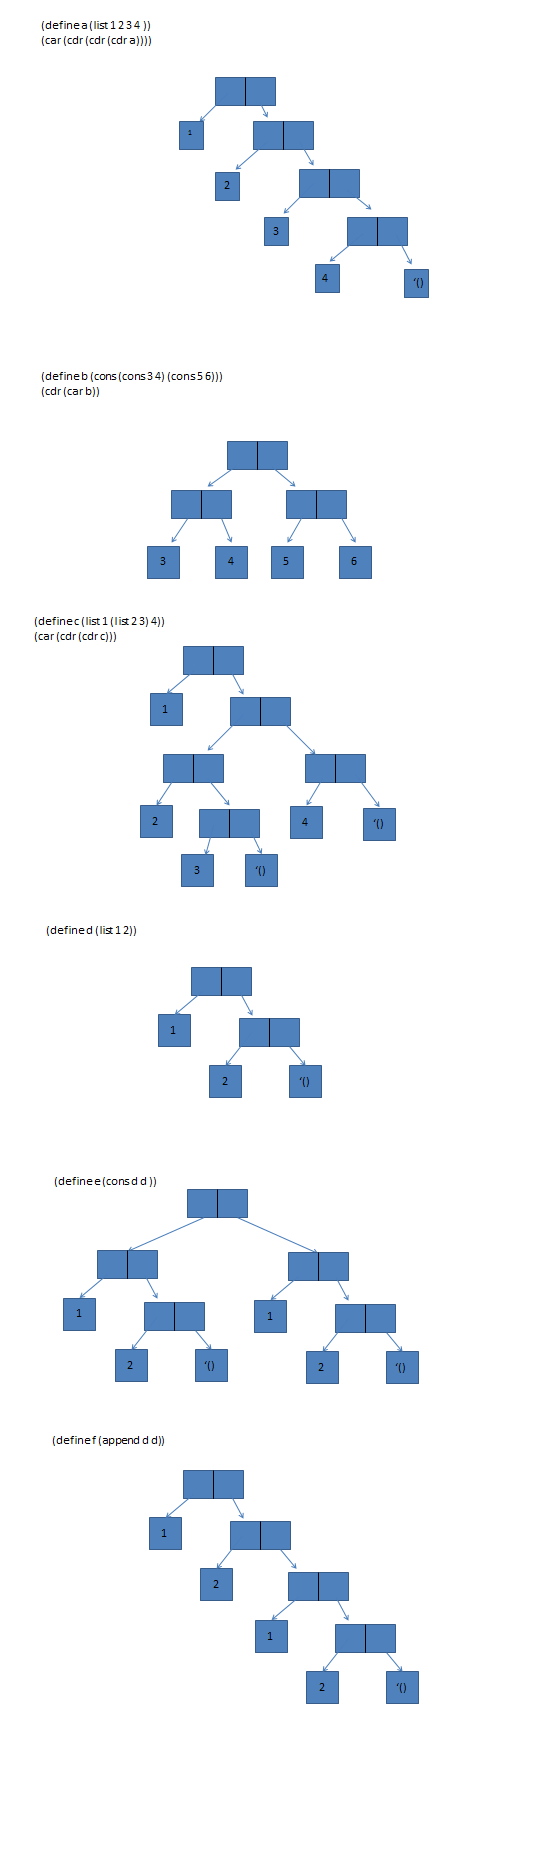 (define a (list 1 2 3 4 ))
(car (cdr (cdr (cdr a))))
1
2
3
4
‘()
(define b (cons (cons 3 4) (cons 5 6)))
(cdr (car b))
3 4 5 6
(define c (list 1 (list 2 3) 4))
(car (cdr (cdr c)))
1
2 4 ‘()
3 ‘()
(define d (list 1 2))
1
2 ‘()
(define e (cons d d ))
1 1
2 ‘() 2 ‘()
(define f (append d d))
1
2
1
2 ‘()